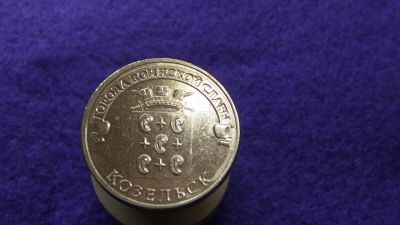 ГОРОДА ВОИНСКОЙ СЛАВЫ
КОЗЕЛЬСК